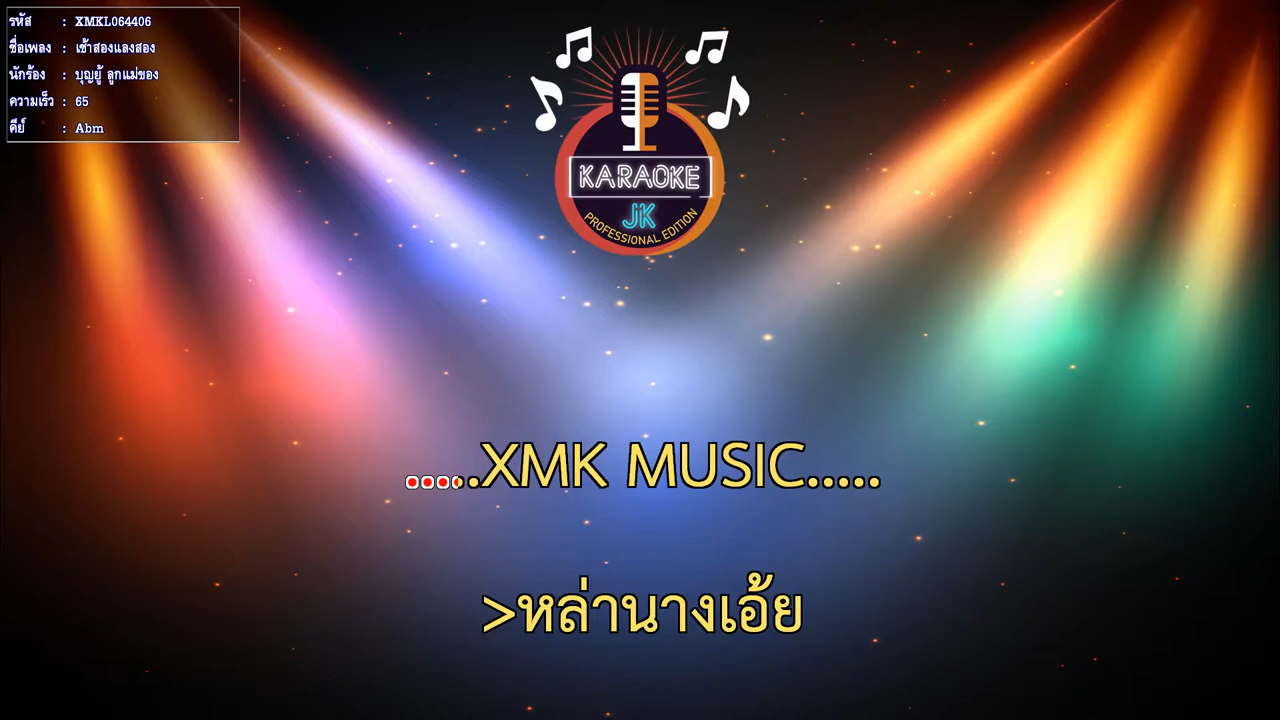 รหัส : XMKL064406
ชื่อเพลง : เช้าสองแลงสอง
นักร้อง : บุญยู้ ลูกแม่ของ
ความเร็ว : 65
คีย์ : Abm
KARAOKE
JK
PROFESSIONAL EDITION
.....XMK MUSIC.....
>หล่านางเอ้ย